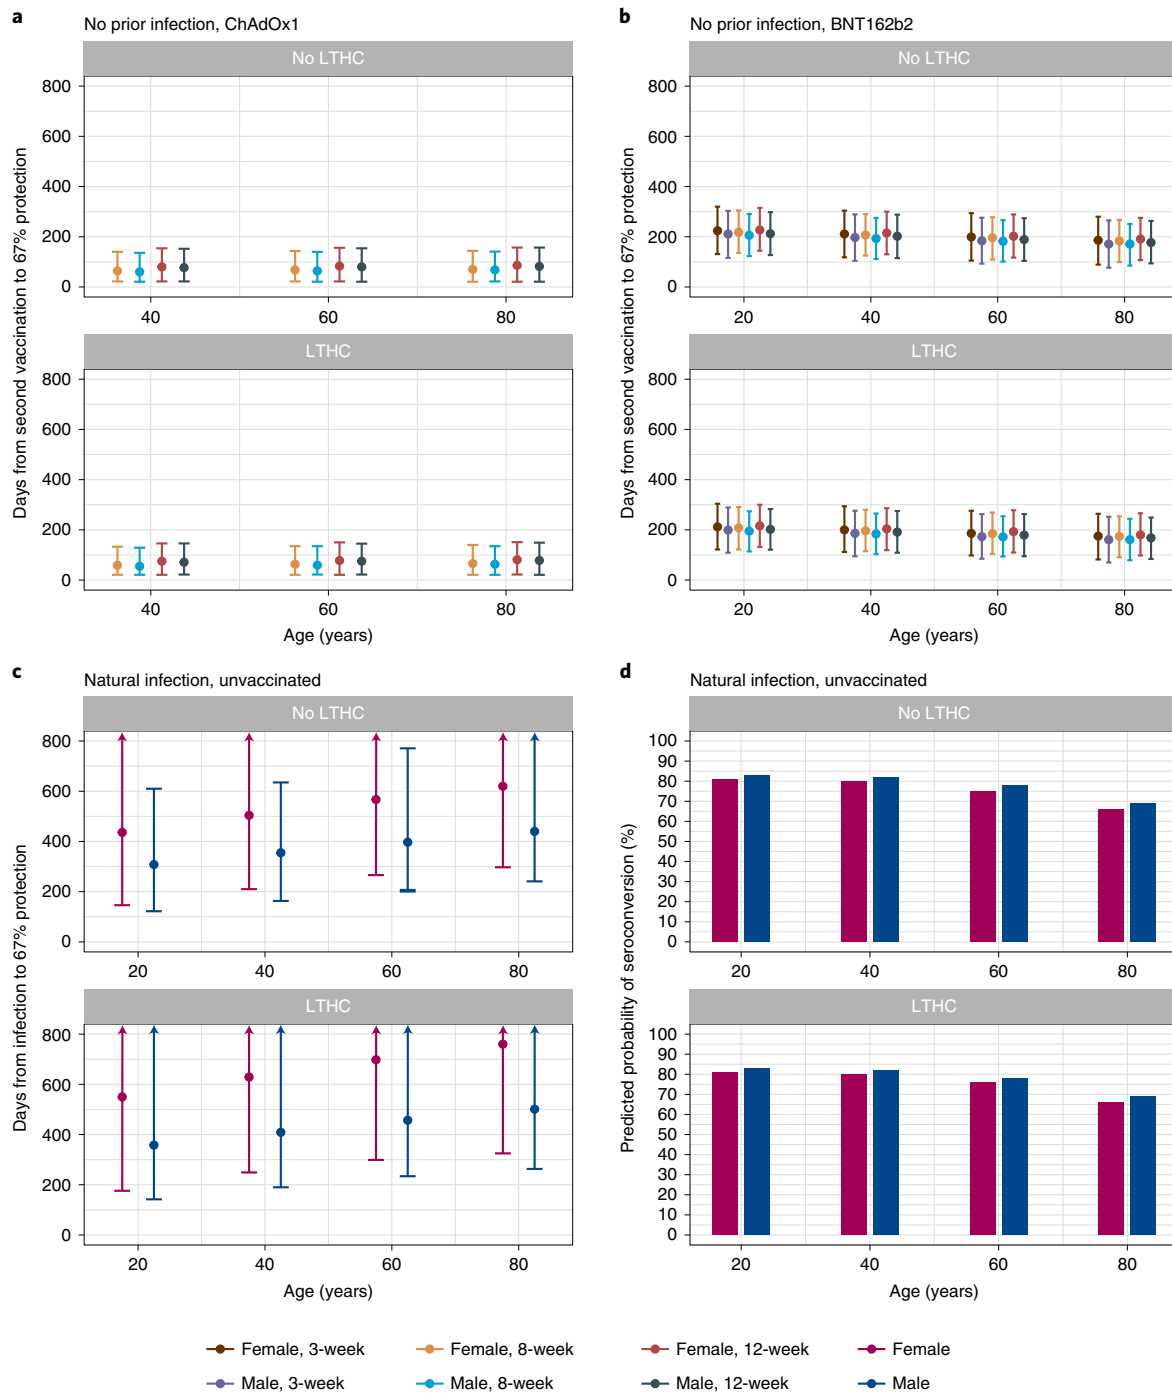 a
No prior infection, ChAdOx1
No LTHC
800
600
400
200
0
40 60 80
LTHC
800
600
400
200
0
40 60 80
Age (years)
Days from second vaccination to 67% protection
b
No prior infection, BNT162b2
No LTHC
800
600
400
200
0
20 40 60 80
LTHC
800
600
400
200
0
20 40 60 80
Age (years)
Days from second vaccination to 67% protection
c
Natural infection, unvaccinated
No LTHC
800
600
400
200
0
20 40 60 80
LTHC
800
600
400
200
0
20 40 60 80
Age (years)
Days from infection to 67% protection
d
Natural infection, unvaccinated
No LTHC
100
90
80
70
60
50
40
30
20
10
0
20 40 60 80
LTHC
100
90
80
70
60
50
40
30
20
10
0
20 40 60 80
Age (years)
Predicted probability of seroconversion (%)
Female, 3-week Female, 8-week Female, 12-week Female
Male, 3-week Male, 8-week Male, 12-week Male